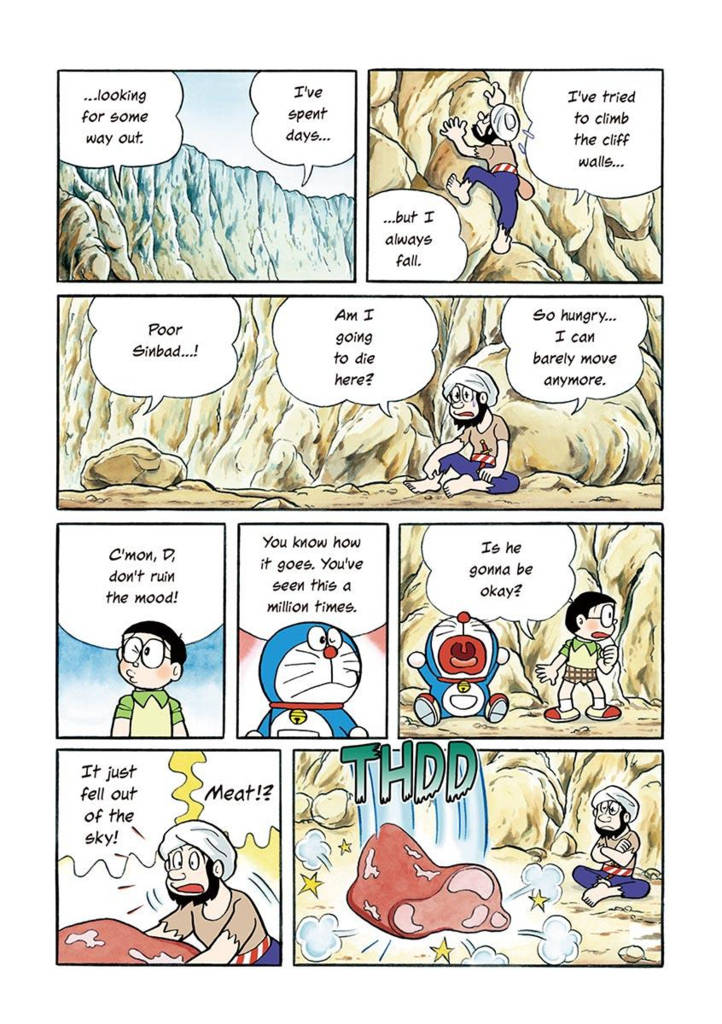 I've tried
to climb
the cliff
walls...
...but I
always
fall.
I've
spent
days...
...looking
for some
way out.
So hungry...
I can
barely move
anymore.
Am I
going
to die
here?
Poor
Sinbad...!
Is he
gonna be
okay?
You know how
it goes. You've
seen this a
million times.
C'mon, D,
don't ruin
the mood!
THDD
Meat!?
It just
fell out
of the
sky!